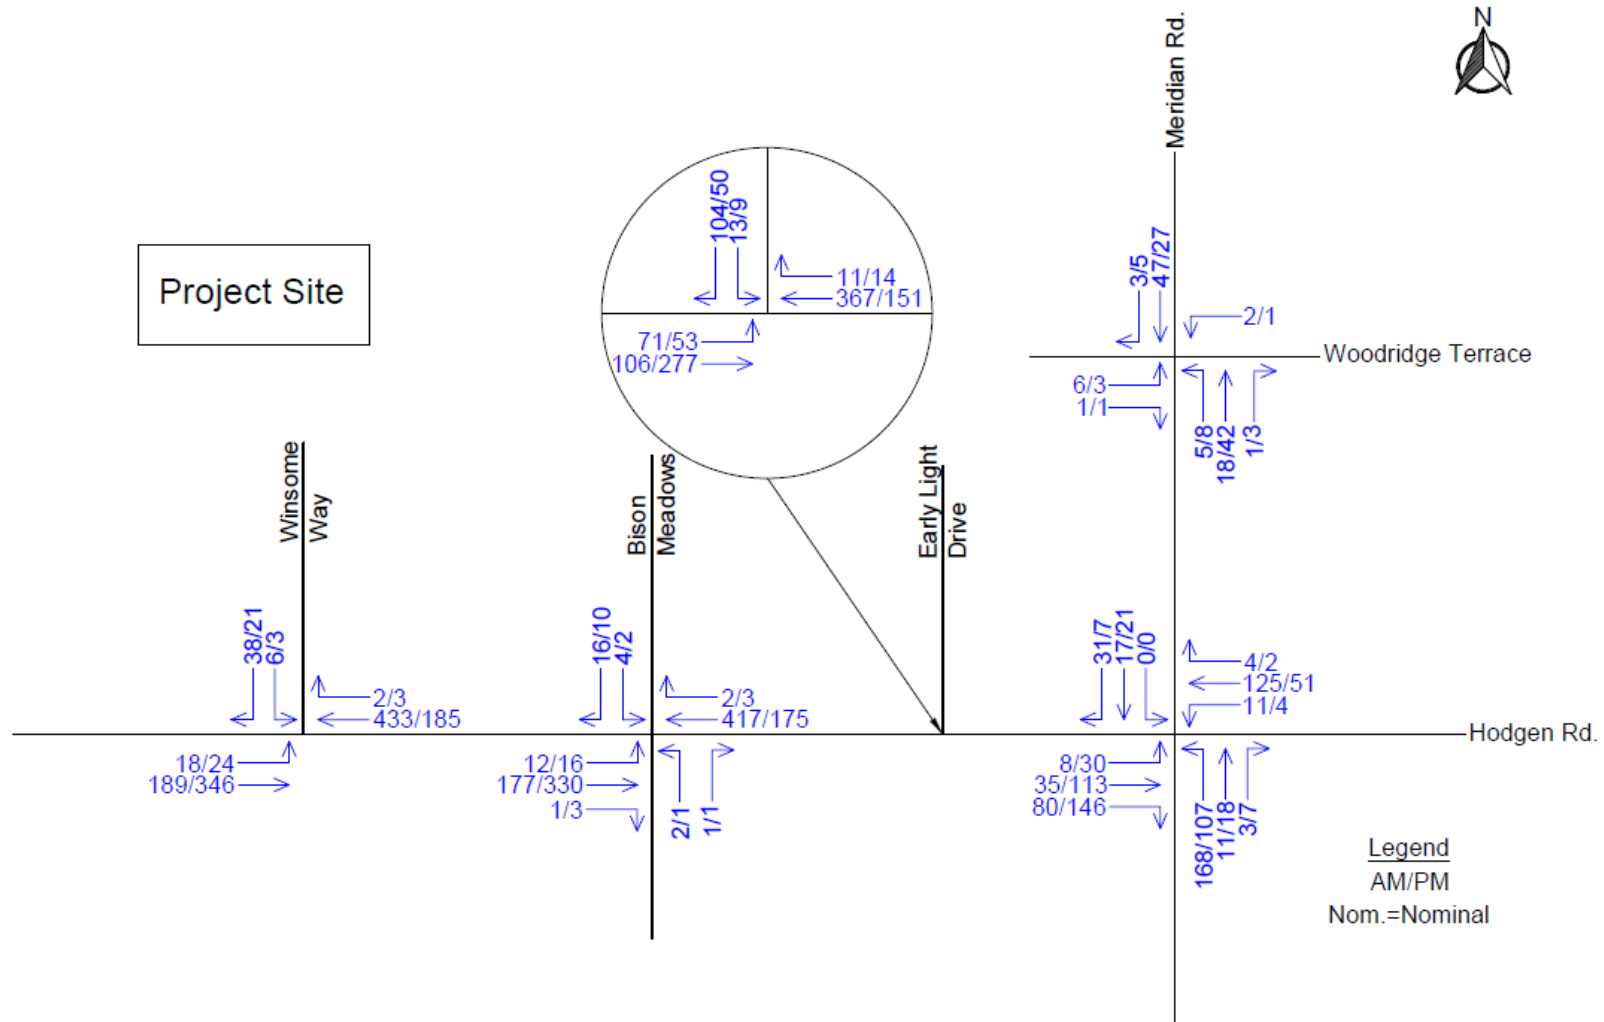 N
Meridian Rd.
104/50
13/9
11/14
367/151
71/53
106/277
Project Site
3/5
47/27
2/1
Woodridge Terrace
6/3
1/1
5/8
18/42
1/3
Winsome
Way
Bison
Meadows
Early Light
Drive
38/21
6/3
2/3
433/185
18/24
189/346
16/10
4/2
2/3
417/175
12/16
177/330
1/3
2/1
1/1
31/7
17/21
0/0
4/2
125/51
11/4
Hodgen Rd.
8/30
35/113
80/146
168/107
11/18
3/7
Legend
AM/PM
Nom.=Nominal